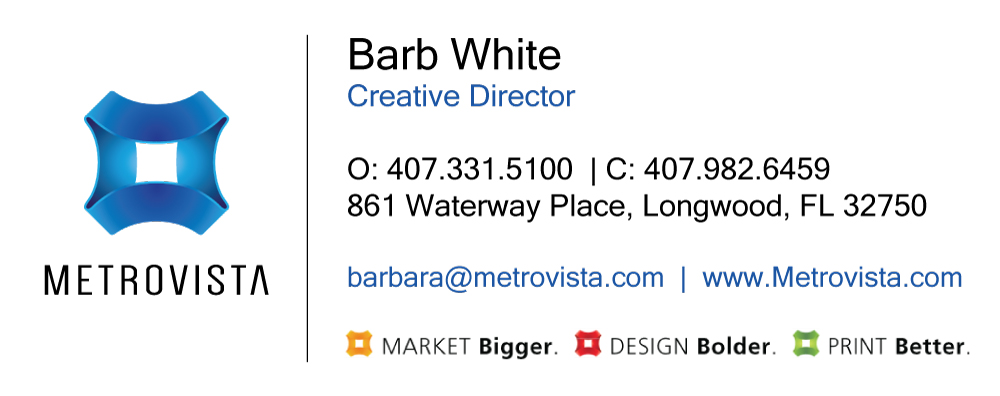 Barb White
Creative Director
O: 407.331.5100 | C: 407.982.6459
861 Waterway Place, Longwood, FL 32750
METROVISTA
barbara@metrovista.com | www.Metrovista.com
MARKET Bigger. DESIGN Bolder. PRINT Better.